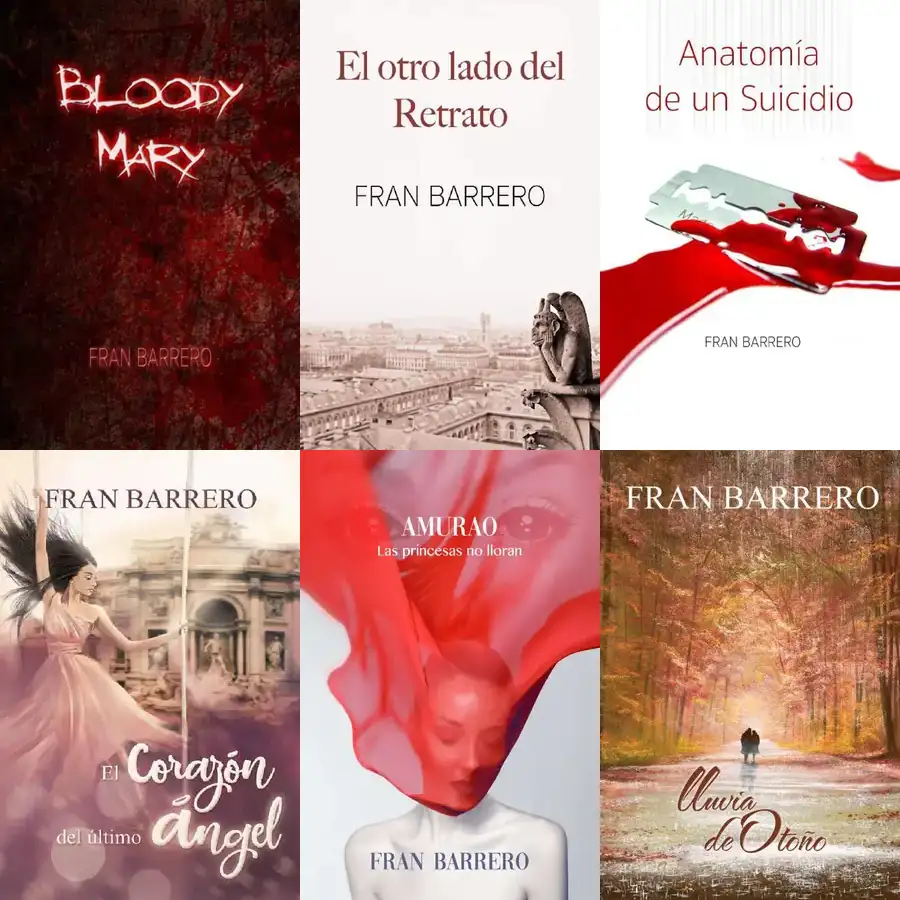 BLOODY
MARY
FRAN BARRERO
El otro lado del
Retrato
FRAN BARRERO
Anatomía
de un Suicidio
FRAN BARRERO
FRAN BARRERO
El Corazón
del último ángel
AMURAO
Las princesas no lloran
FRAN BARRERO
FRAN BARRERO
lluvia
de Otoño